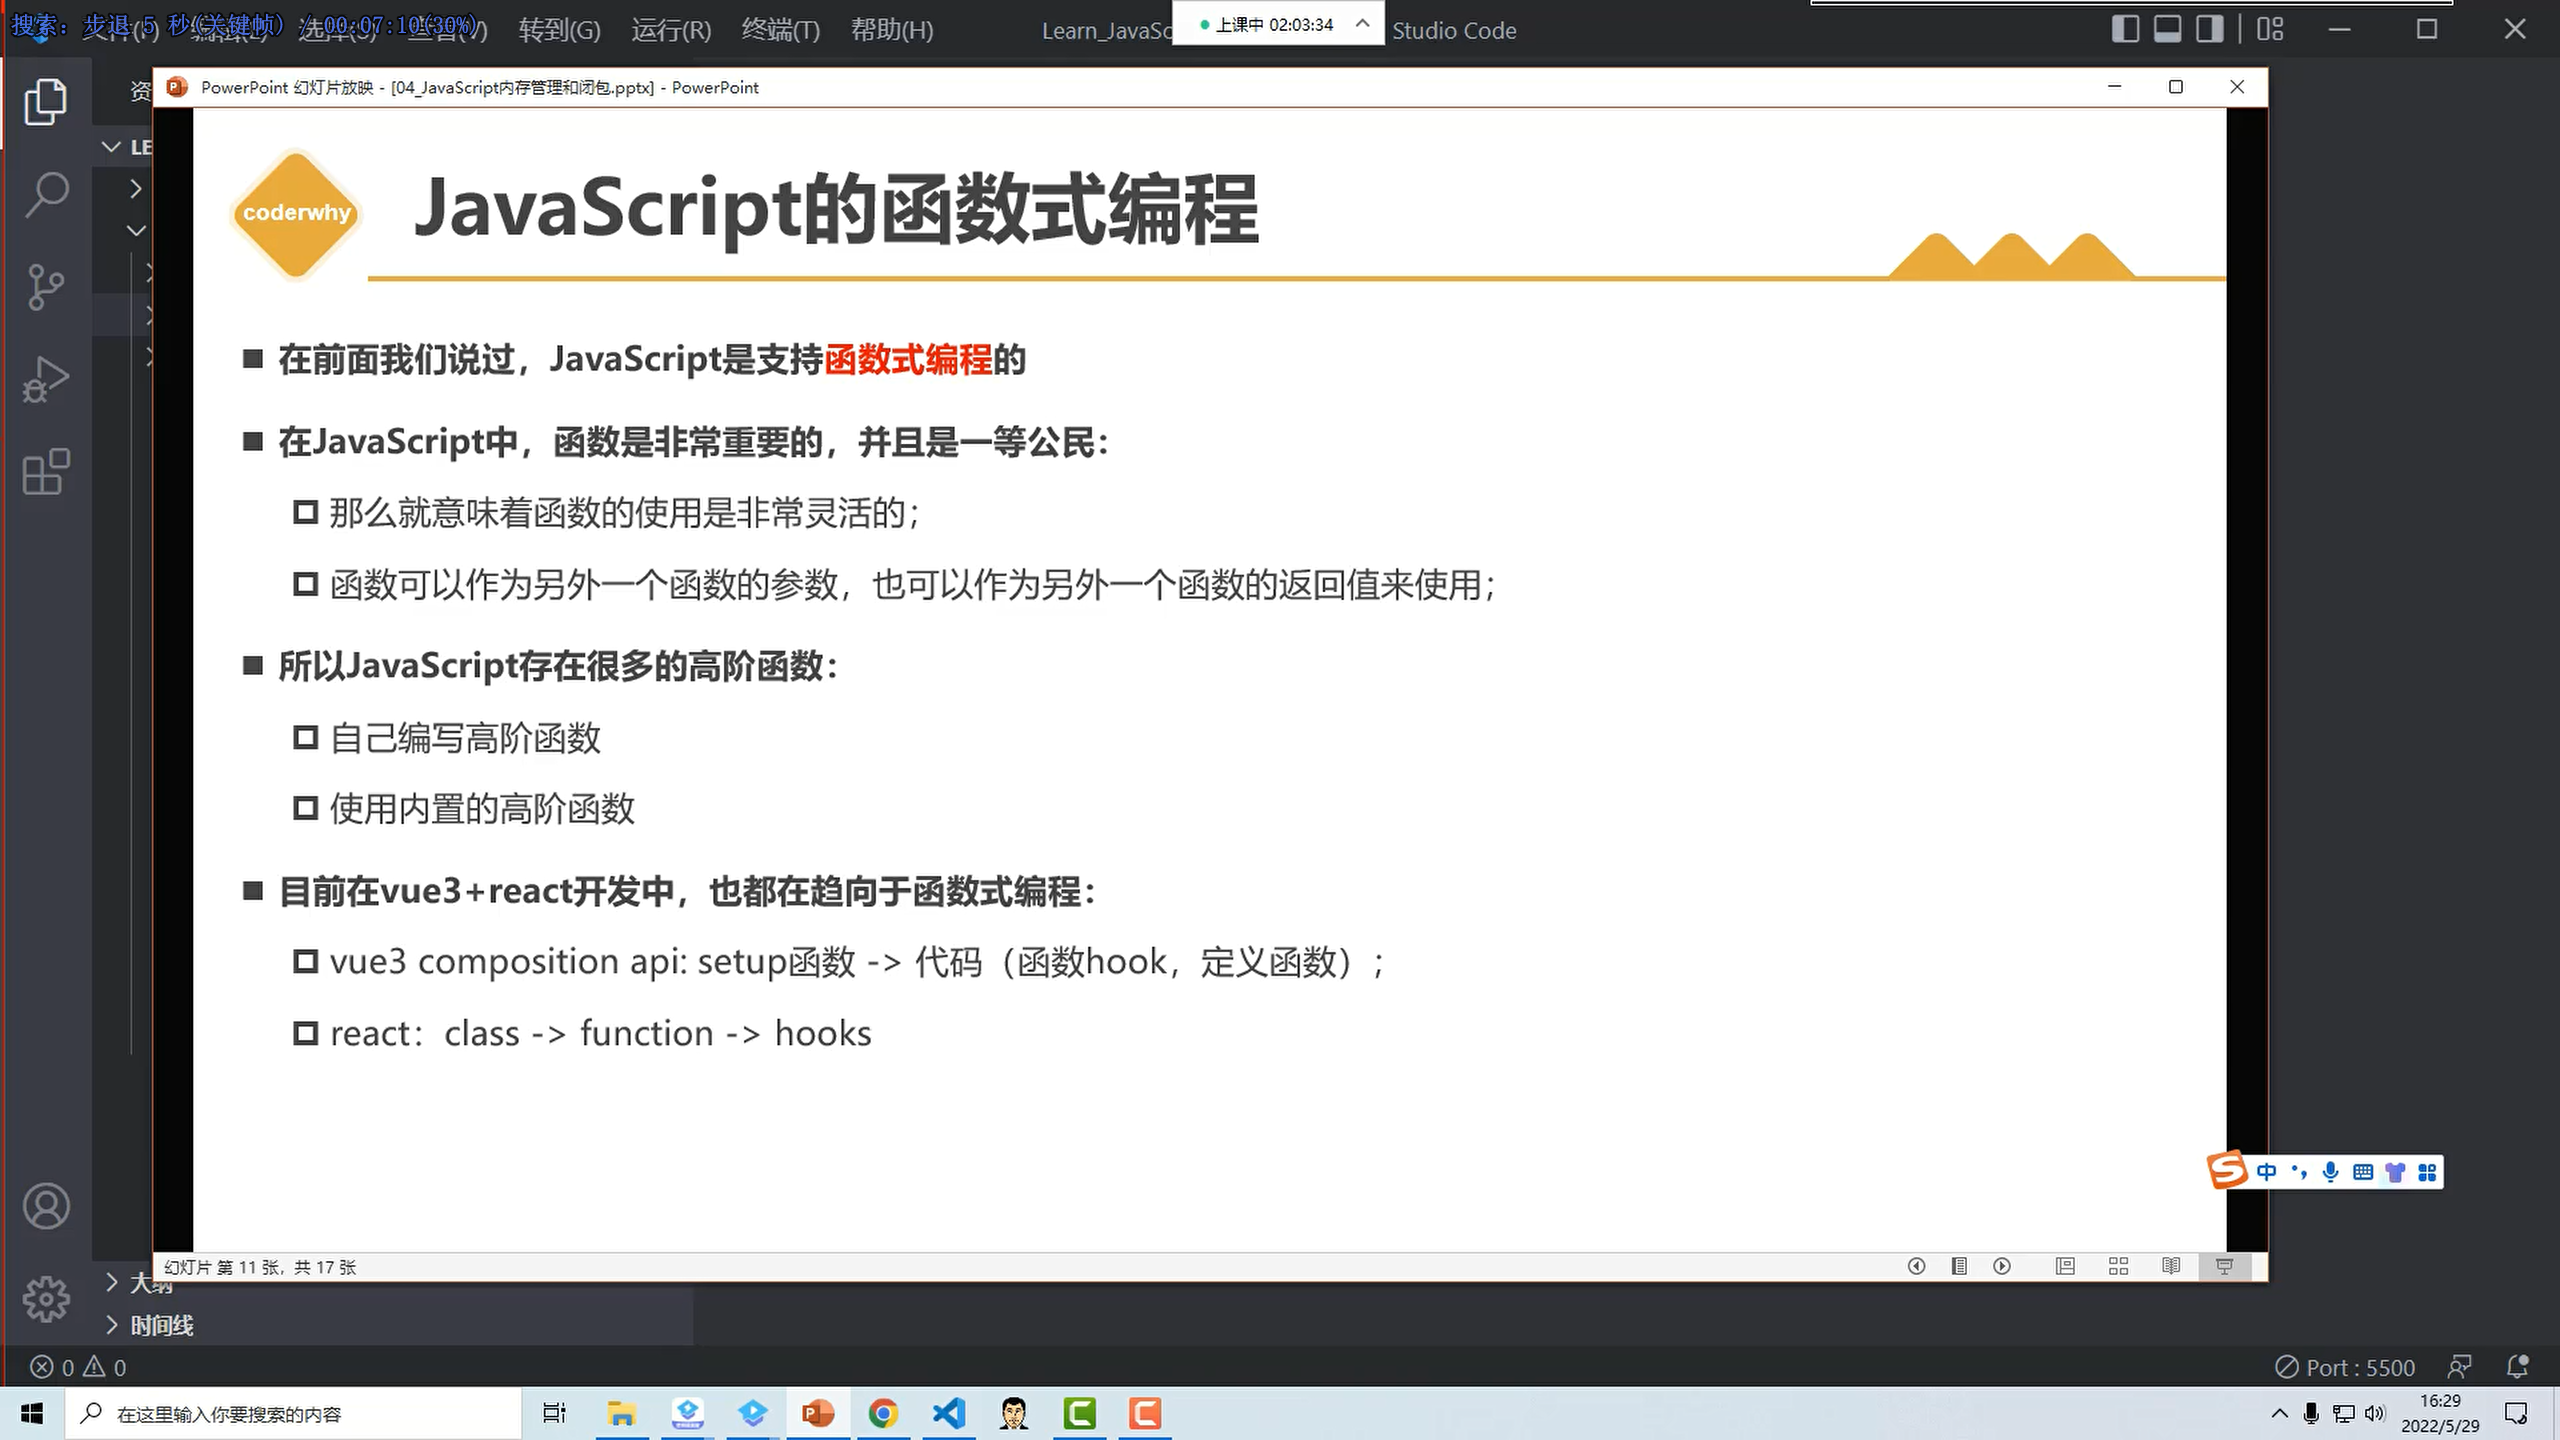 搜索: 步退 5 秒(关键帧) / 00:07:10(30%)
转到(G) 运行(R) 终端(T) 帮助(H)
Learn_JavaSc
上课中 02:03:34
Studio Code
资
LE
PowerPoint 幻灯片放映 - [04_JavaScript内存管理和闭包.pptx] - PowerPoint
coderwhy
JavaScript的函数式编程
在前面我们说过，JavaScript是支持函数式编程的
在JavaScript中，函数是非常重要的，并且是一等公民：
那么就意味着函数的使用是非常灵活的；
函数可以作为另外一个函数的参数，也可以作为另外一个函数的返回值来使用；
所以JavaScript存在很多的高阶函数：
自己编写高阶函数
使用内置的高阶函数
目前在vue3+react开发中，也都在趋向于函数式编程：
vue3 composition api: setup函数 -> 代码（函数hook，定义函数）；
react：class -> function -> hooks
中
幻灯片 第 11 张，共 17 张
大纲
时间线
0 0
Port : 5500
在这里输入你要搜索的内容
16:29
2022/5/29